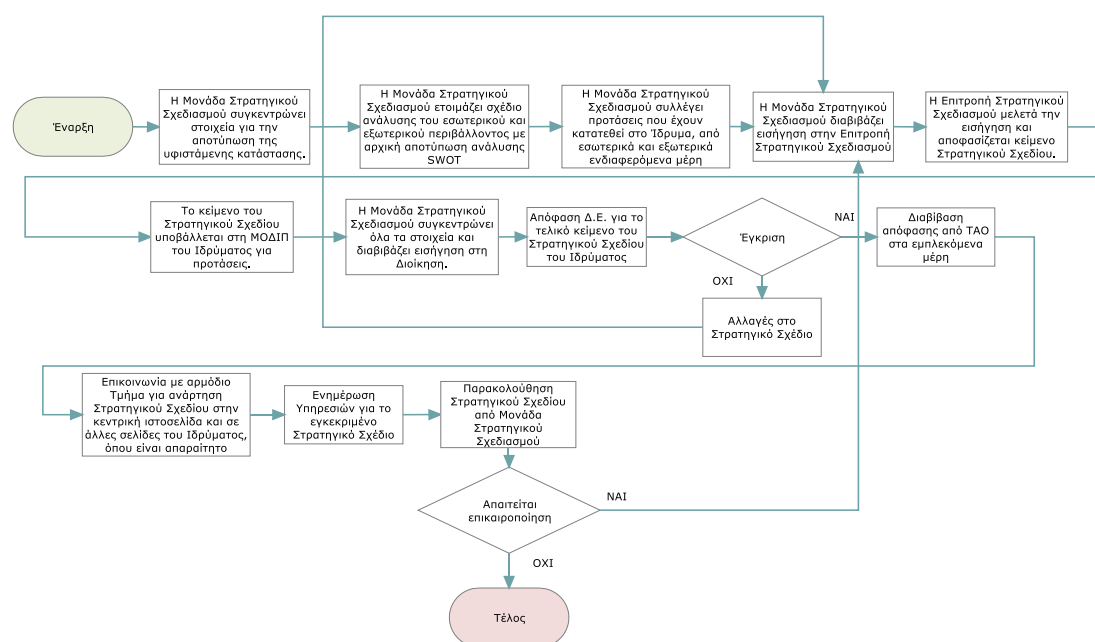 Έναρξη
Η Μονάδα Στρατηγικού
Σχεδιασμού συγκεντρώνει
στοιχεία για την
αποτύπωση της
υφιστάμενης κατάστασης.
Η Μονάδα Στρατηγικού
Σχεδιασμού ετοιμάζει σχέδιο
ανάλυσης του εσωτερικού και
εξωτερικού περιβάλλοντος με
αρχική αποτύπωση ανάλυσης
SWOT
Η Μονάδα Στρατηγικού
Σχεδιασμού συλλέγει
προτάσεις που έχουν
κατατεθεί στο Ίδρυμα, από
εσωτερικά και εξωτερικά
ενδιαφερόμενα μέρη
Η Μονάδα Στρατηγικού
Σχεδιασμού διαβιβάζει
εισήγηση στην Επιτροπή
Στρατηγικού Σχεδιασμού
Η Επιτροπή Στρατηγικού
Σχεδιασμού μελετά την
εισήγηση και
αποφασίζεται κείμενο
Στρατηγικού Σχεδίου.
Το κείμενο του
Στρατηγικού Σχεδίου
υποβάλλεται στη ΜΟΔΙΠ
του Ιδρύματος για
προτάσεις.
Η Μονάδα Στρατηγικού
Σχεδιασμού συγκεντρώνει
όλα τα στοιχεία και
διαβιβάζει εισήγηση στη
Διοίκηση.
Απόφαση Δ.Ε. για το
τελικό κείμενο του
Στρατηγικού Σχεδίου
του Ιδρύματος
Έγκριση
ΝΑΙ
Διαβίβαση
απόφασης από ΤΑΟ
στα εμπλεκόμενα
μέρη
ΟΧΙ
Αλλαγές στο
Στρατηγικό Σχέδιο
Επικοινωνία με αρμόδιο
Τμήμα για ανάρτηση
Στρατηγικού Σχεδίου στην
κεντρική ιστοσελίδα και σε
άλλες σελίδες του Ιδρύματος,
όπου είναι απαραίτητο
Ενημέρωση
Υπηρεσιών για το
εγκεκριμένο
Στρατηγικό Σχέδιο
Παρακολούθηση
Στρατηγικού Σχεδίου
από Μονάδα
Στρατηγικού
Σχεδιασμού
Απαιτείται
επικαιροποίηση
ΝΑΙ
ΟΧΙ
Τέλος